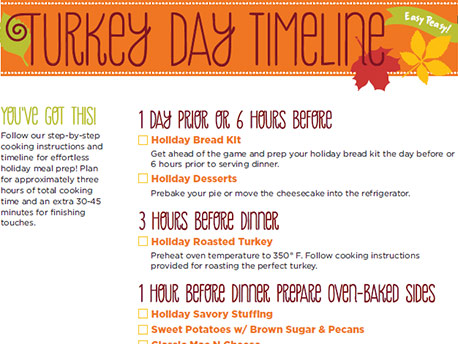 TURKEY DAY TIMELINE
Easy Peasy!
YOU'VE GOT THIS!
Follow our step-by-step
cooking instructions and
timeline for effortless
holiday meal prep! Plan
for approximately three
hours of total cooking
time and an extra 30-45
minutes for finishing
touches.
1 DAY PRIOR OR 6 HOURS BEFORE
Holiday Bread Kit
Get ahead of the game and prep your holiday bread kit the day before or
6 hours prior to serving dinner.
Holiday Desserts
Prebake your pie or move the cheesecake into the refrigerator.
3 HOURS BEFORE DINNER
Holiday Roasted Turkey
Preheat oven temperature to 350° F. Follow cooking instructions
provided for roasting the perfect turkey.
1 HOUR BEFORE DINNER PREPARE OVEN-BAKED SIDES
Holiday Savory Stuffing
Sweet Potatoes w/ Brown Sugar & Pecans
Classic Mac N Cheese